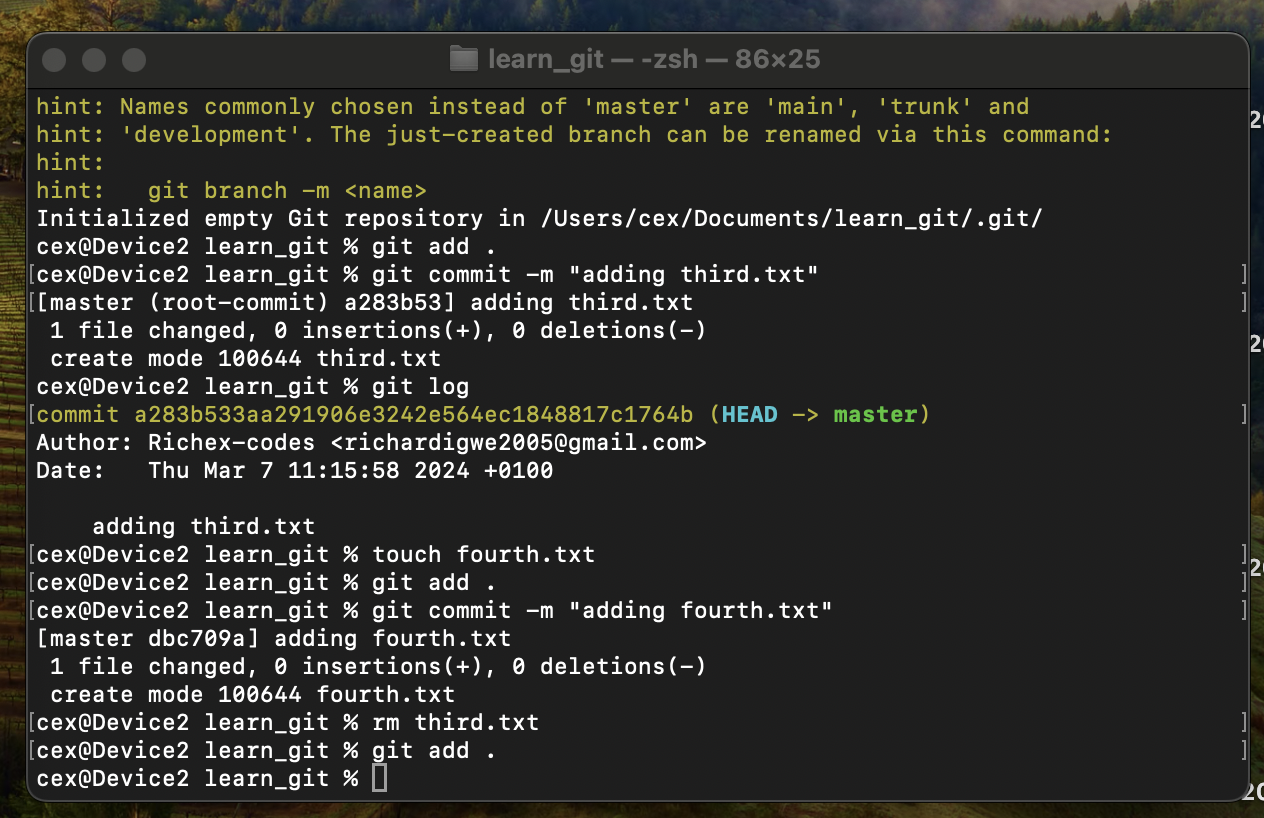 learn_git — -zsh — 86×25
hint: Names commonly chosen instead of 'master' are 'main', 'trunk' and
hint: 'development'. The just-created branch can be renamed via this command:
hint:
hint:   git branch -m <name>
Initialized empty Git repository in /Users/cex/Documents/learn_git/.git/
cex@Device2 learn_git % git add .
[cex@Device2 learn_git % git commit -m "adding third.txt" ]
[[master (root-commit) a283b53] adding third.txt ]
 1 file changed, 0 insertions(+), 0 deletions(-)
 create mode 100644 third.txt
cex@Device2 learn_git % git log
[commit a283b533aa291906e3242e564ec1848817c1764b (HEAD -> master) ]
Author: Richex-codes <richardigwe2005@gmail.com>
Date:   Thu Mar 7 11:15:58 2024 +0100
    adding third.txt
[cex@Device2 learn_git % touch fourth.txt ]
[cex@Device2 learn_git % git add . ]
[cex@Device2 learn_git % git commit -m "adding fourth.txt" ]
[master dbc709a] adding fourth.txt
 1 file changed, 0 insertions(+), 0 deletions(-)
 create mode 100644 fourth.txt
[cex@Device2 learn_git % rm third.txt ]
[cex@Device2 learn_git % git add . ]
cex@Device2 learn_git %